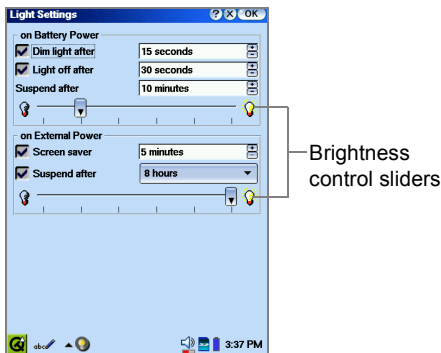 Light Settings ? X OK
on Battery Power
Dim light after 15 seconds
Light off after 30 seconds
Suspend after 10 minutes
on External Power
Screen saver 5 minutes
Suspend after 8 hours
Brightness
control sliders
abc 3:37 PM